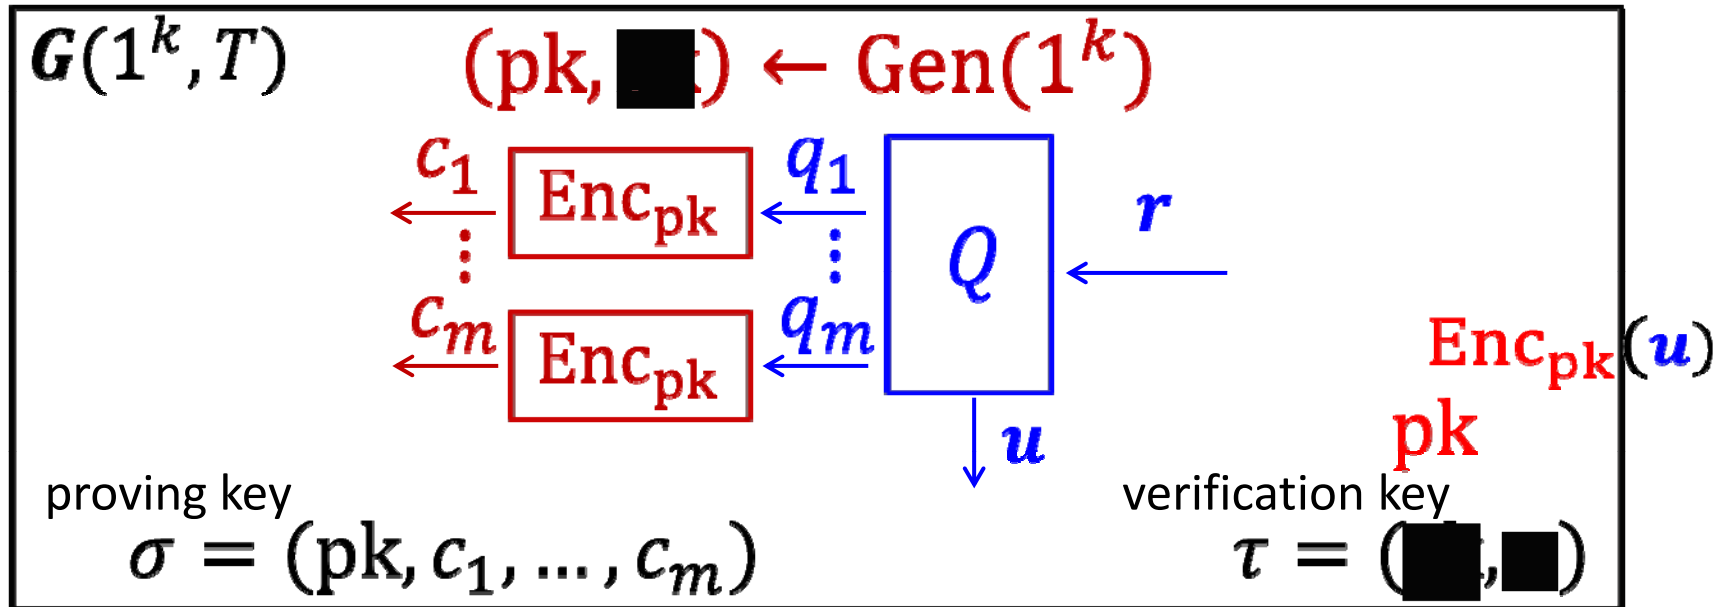 G(1^k, T)
(pk, ) ← Gen(1^k)
c_1 Enc_pk q_1
r
⋮ ⋮ Q
c_m Enc_pk q_m
Enc_pk(u)
u pk
proving key
σ = (pk, c_1, …, c_m)
verification key
τ = ( , )